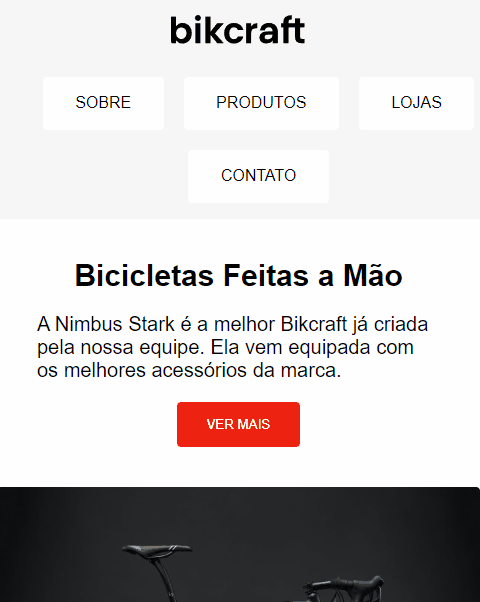 bikcraft
SOBRE PRODUTOS LOJAS
CONTATO
Bicicletas Feitas a Mão
A Nimbus Stark é a melhor Bikcraft já criada
pela nossa equipe. Ela vem equipada com
os melhores acessórios da marca.
VER MAIS